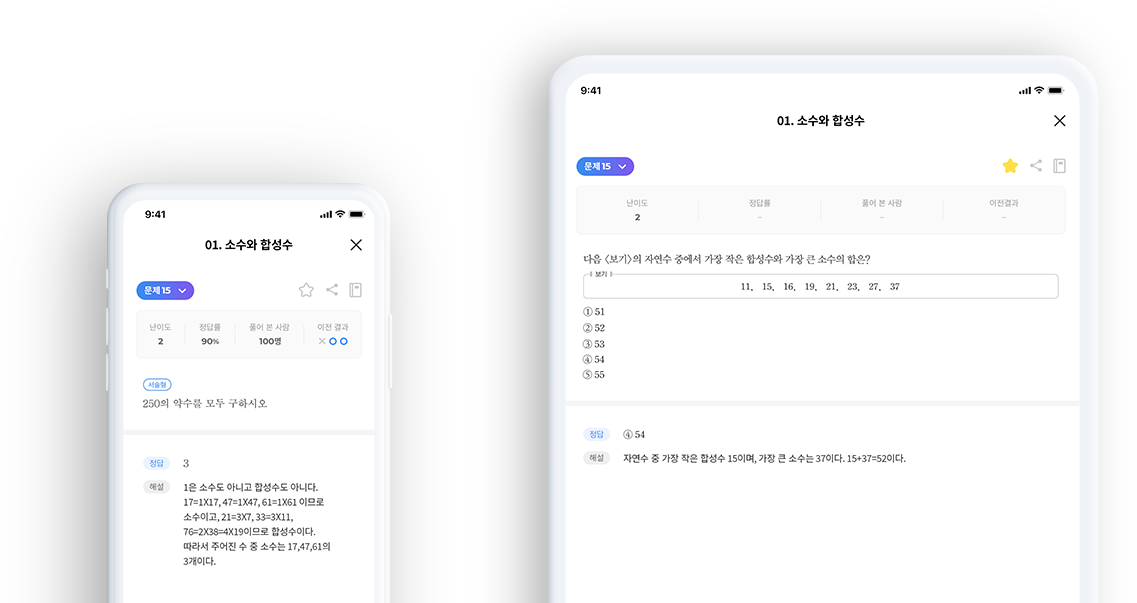 9:41
01. 소수와 합성수
문제 15
난이도 정답률 풀어 본 사람 이전 결과
2 90% 100명
서술형
250의 약수를 모두 구하시오
정답 3
해설 1은 소수도 아니고 합성수도 아니다.
17=1X17, 47=1X47, 61=1X61 이므로
소수이고, 21=3X7, 33=3X11,
76=2X38=4X19이므로 합성수이다.
따라서 주어진 수 중 소수는 17,47,61의
3개이다.
9:41
01. 소수와 합성수
문제 15
난이도 정답률 풀어 본 사람 이전결과
2 - - -
다음 〈보기〉의 자연수 중에서 가장 작은 합성수와 가장 큰 소수의 합은?
보기
11, 15, 16, 19, 21, 23, 27, 37
① 51
② 52
③ 53
④ 54
⑤ 55
정답 ④ 54
해설 자연수 중 가장 작은 합성수 15이며, 가장 큰 소수는 37이다. 15+37=52이다.